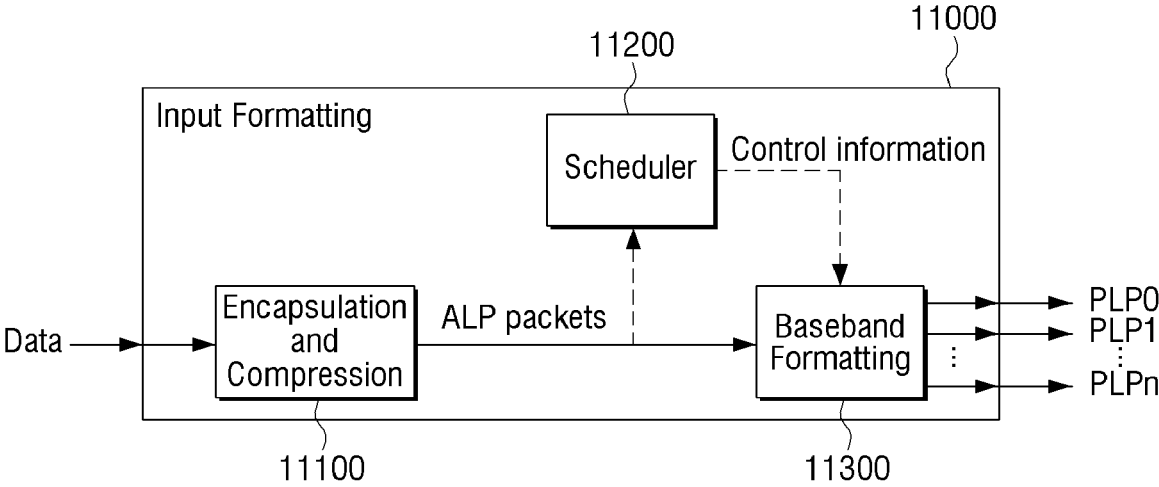 11000
11200
Input Formatting
Scheduler
Control information
Encapsulation
and
Compression
ALP packets
Baseband
Formatting
Data
PLP0
PLP1
PLPn
11100
11300